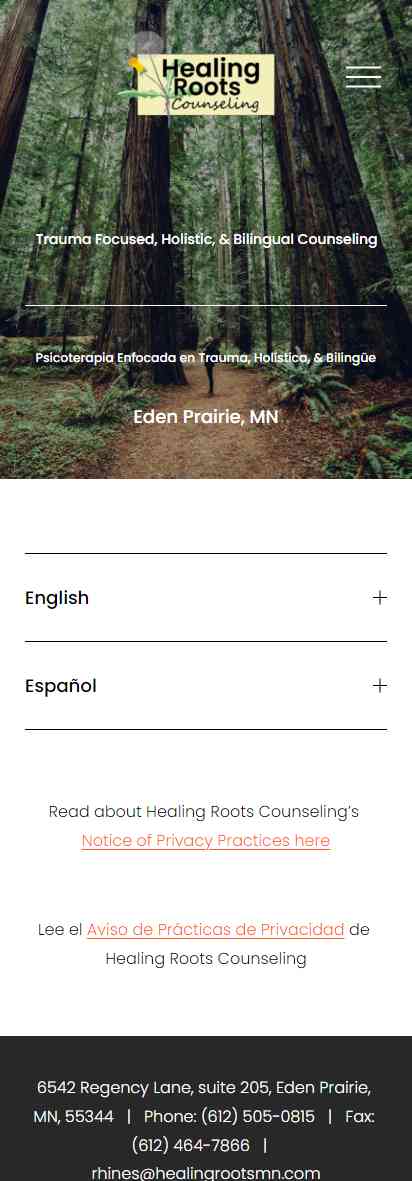 Healing
Roots
Counseling
Trauma Focused, Holistic, & Bilingual Counseling
Psicoterapia Enfocada en Trauma, Holística, & Bilingüe
Eden Prairie, MN
English
Español
Read about Healing Roots Counseling’s
Notice of Privacy Practices here
Lee el Aviso de Prácticas de Privacidad de
Healing Roots Counseling
6542 Regency Lane, suite 205, Eden Prairie,
MN, 55344 | Phone: (612) 505-0815 | Fax:
(612) 464-7866 |
rhines@healingrootsmn.com